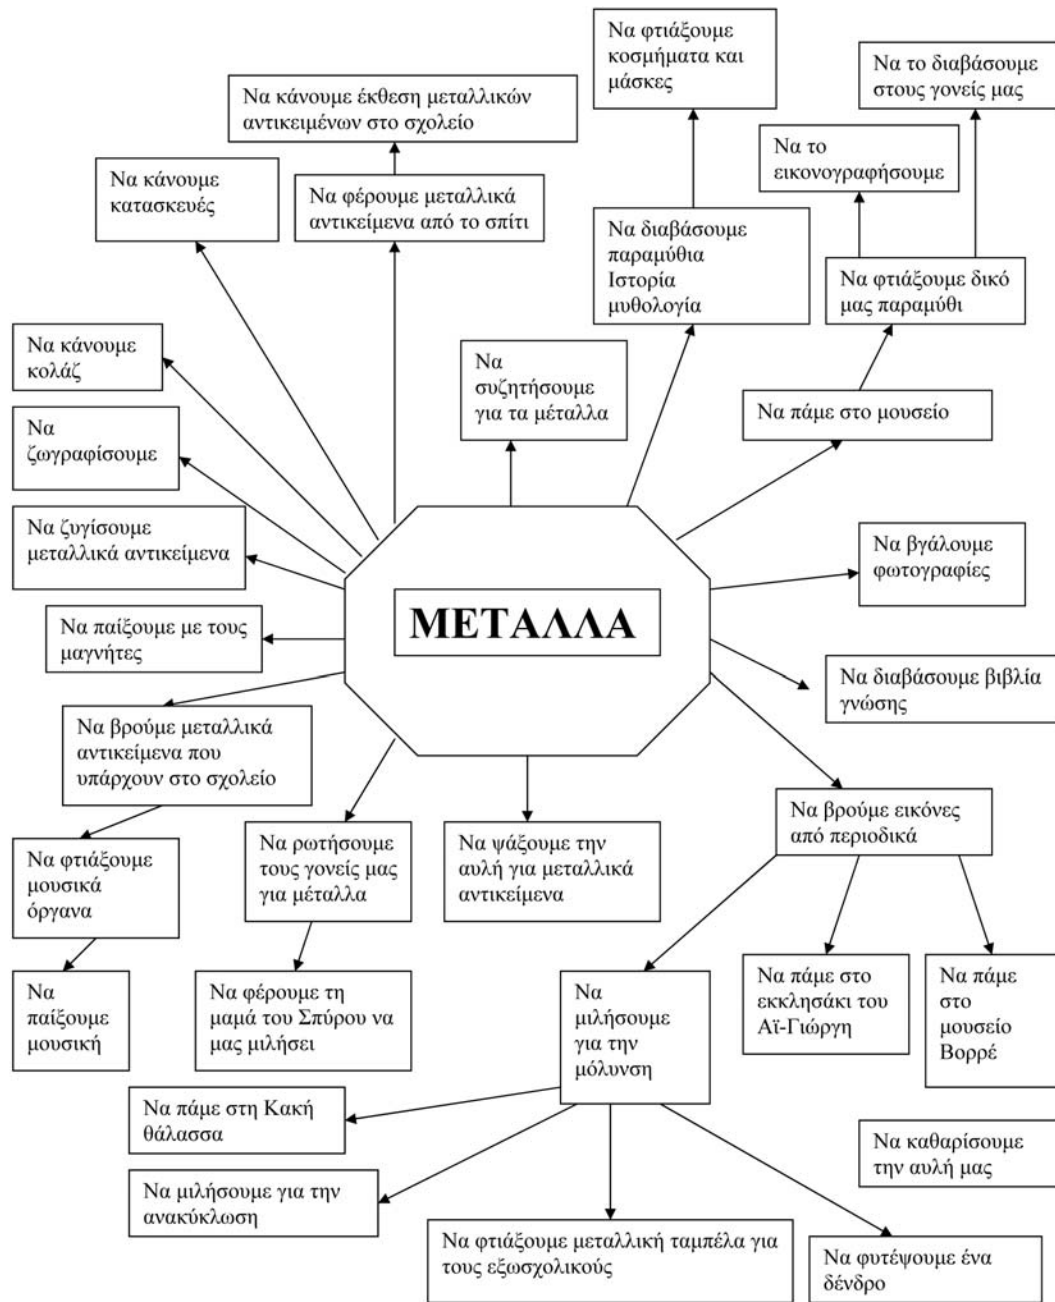 Να φτιάξουμε
κοσμήματα και
μάσκες
Να το διαβάσουμε
στους γονείς μας
Να κάνουμε έκθεση μεταλλικών
αντικειμένων στο σχολείο
Να το
εικονογραφήσουμε
Να κάνουμε
κατασκευές
Να φέρουμε μεταλλικά
αντικείμενα από το σπίτι
Να διαβάσουμε
παραμύθια
Ιστορία
μυθολογία
Να φτιάξουμε δικό
μας παραμύθι
Να κάνουμε
κολάζ
Να
συζητήσουμε
για τα μέταλλα
Να πάμε στο μουσείο
Να
ζωγραφίσουμε
Να ζυγίσουμε
μεταλλικά αντικείμενα
Να βγάλουμε
φωτογραφίες
ΜΕΤΑΛΛΑ
Να παίξουμε με τους
μαγνήτες
Να διαβάσουμε βιβλία
γνώσης
Να βρούμε μεταλλικά
αντικείμενα που
υπάρχουν στο σχολείο
Να βρούμε εικόνες
από περιοδικά
Να φτιάξουμε
μουσικά
όργανα
Να ρωτήσουμε
τους γονείς μας
για μέταλλα
Να ψάξουμε την
αυλή για μεταλλικά
αντικείμενα
Να
παίξουμε
μουσική
Να φέρουμε τη
μαμά του Σπύρου να
μας μιλήσει
Να
μιλήσουμε
για την
μόλυνση
Να πάμε στο
εκκλησάκι του
Αϊ-Γιώργη
Να πάμε
στο
μουσείο
Βορρέ
Να πάμε στη Κακή
θάλασσα
Να καθαρίσουμε
την αυλή μας
Να μιλήσουμε για την
ανακύκλωση
Να φτιάξουμε μεταλλική ταμπέλα για
τους εξωσχολικούς
Να φυτέψουμε ένα
δένδρο